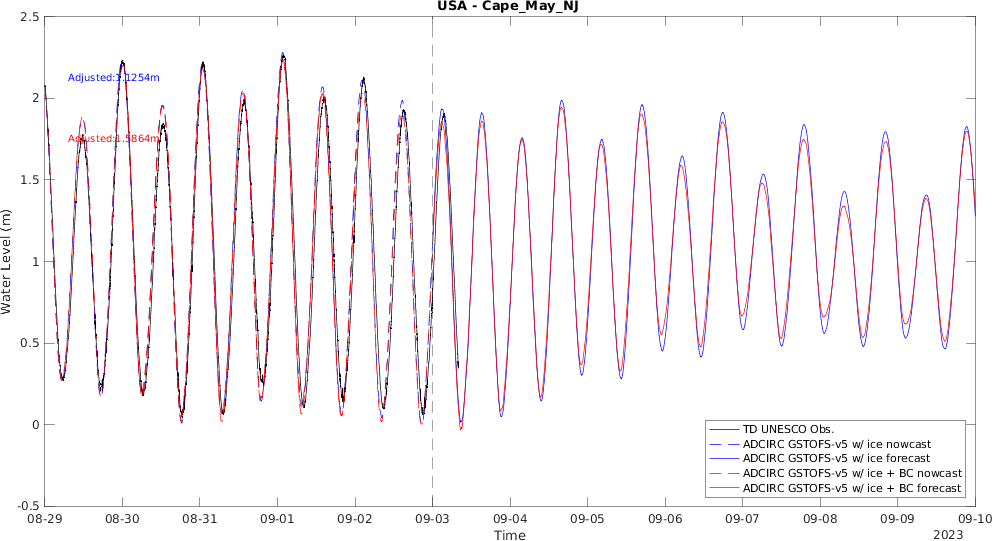 USA - Cape_May_NJ
2.5
2
1.5
1
0.5
0
-0.5
Water Level (m)
Adjusted:1.1254m
Adjusted:1.5864m
TD UNESCO Obs.
ADCIRC GSTOFS-v5 w/ ice nowcast
ADCIRC GSTOFS-v5 w/ ice forecast
ADCIRC GSTOFS-v5 w/ ice + BC nowcast
ADCIRC GSTOFS-v5 w/ ice + BC forecast
08-29 08-30 08-31 09-01 09-02 09-03 09-04 09-05 09-06 09-07 09-08 09-09 09-10
Time
2023